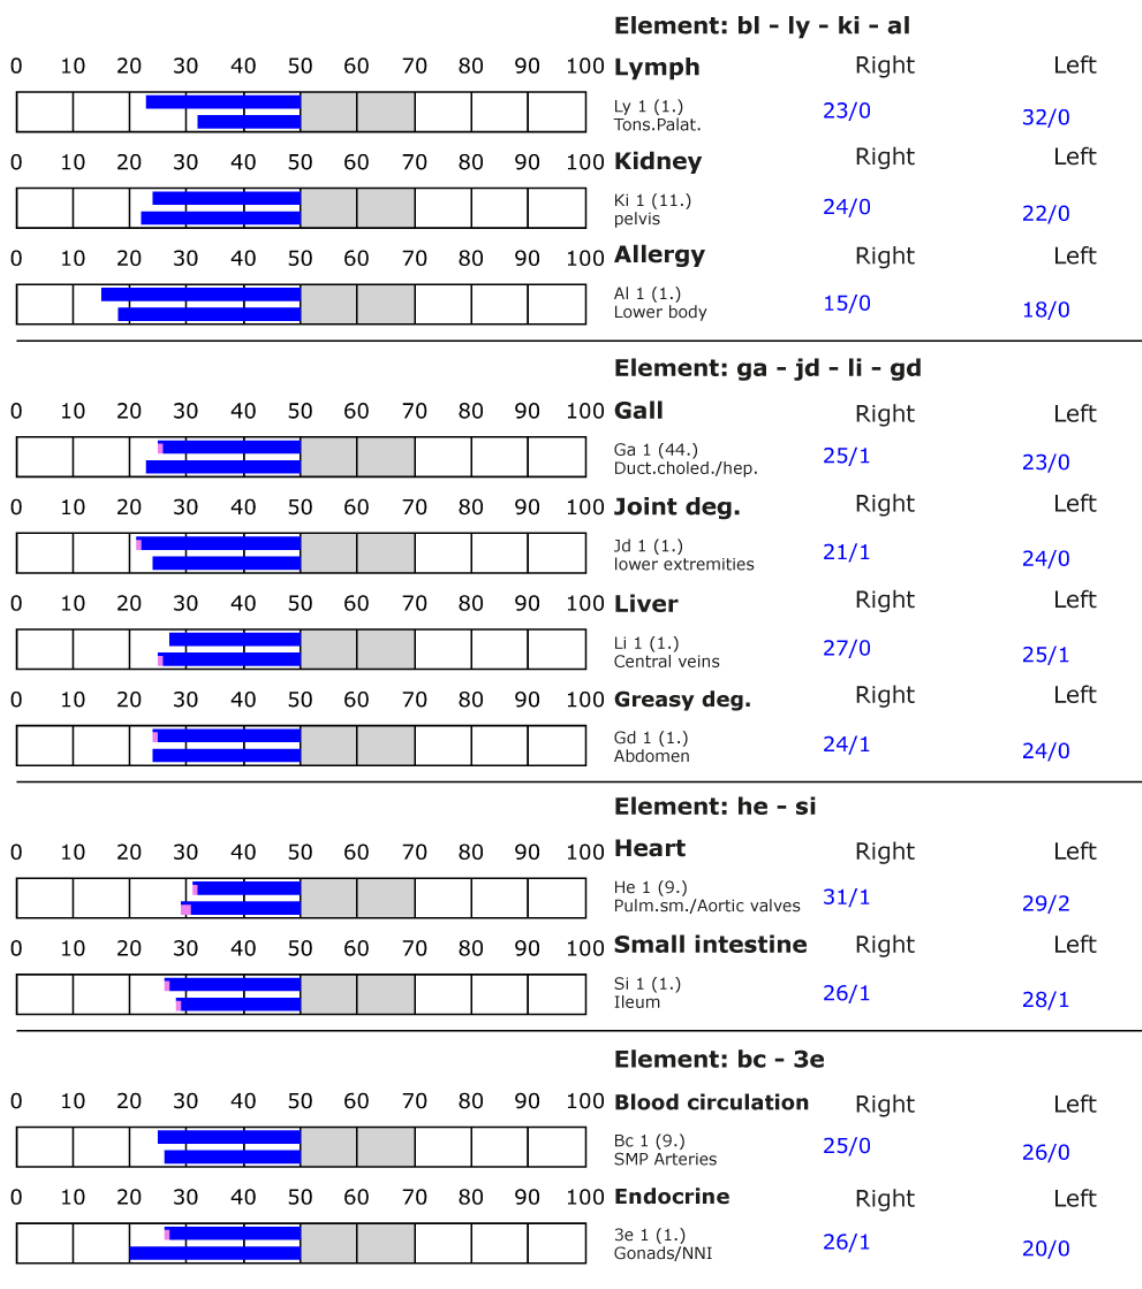 Element: bl - ly - ki - al
0 10 20 30 40 50 60 70 80 90 100 Lymph Right Left
Ly 1 (1.) 23/0 32/0
Tons.Palat.
0 10 20 30 40 50 60 70 80 90 100 Kidney Right Left
Ki 1 (11.) 24/0 22/0
pelvis
0 10 20 30 40 50 60 70 80 90 100 Allergy Right Left
Al 1 (1.) 15/0 18/0
Lower body
Element: ga - jd - li - gd
0 10 20 30 40 50 60 70 80 90 100 Gall Right Left
Ga 1 (44.) 25/1 23/0
Duct.choled./hep.
0 10 20 30 40 50 60 70 80 90 100 Joint deg. Right Left
Jd 1 (1.) 21/1 24/0
lower extremities
0 10 20 30 40 50 60 70 80 90 100 Liver Right Left
Li 1 (1.) 27/0 25/1
Central veins
0 10 20 30 40 50 60 70 80 90 100 Greasy deg. Right Left
Gd 1 (1.) 24/1 24/0
Abdomen
Element: he - si
0 10 20 30 40 50 60 70 80 90 100 Heart Right Left
He 1 (9.) 31/1 29/2
Pulm.sm./Aortic valves
0 10 20 30 40 50 60 70 80 90 100 Small intestine Right Left
Si 1 (1.) 26/1 28/1
Ileum
Element: bc - 3e
0 10 20 30 40 50 60 70 80 90 100 Blood circulation Right Left
Bc 1 (9.) 25/0 26/0
SMP Arteries
0 10 20 30 40 50 60 70 80 90 100 Endocrine Right Left
3e 1 (1.) 26/1 20/0
Gonads/NNI